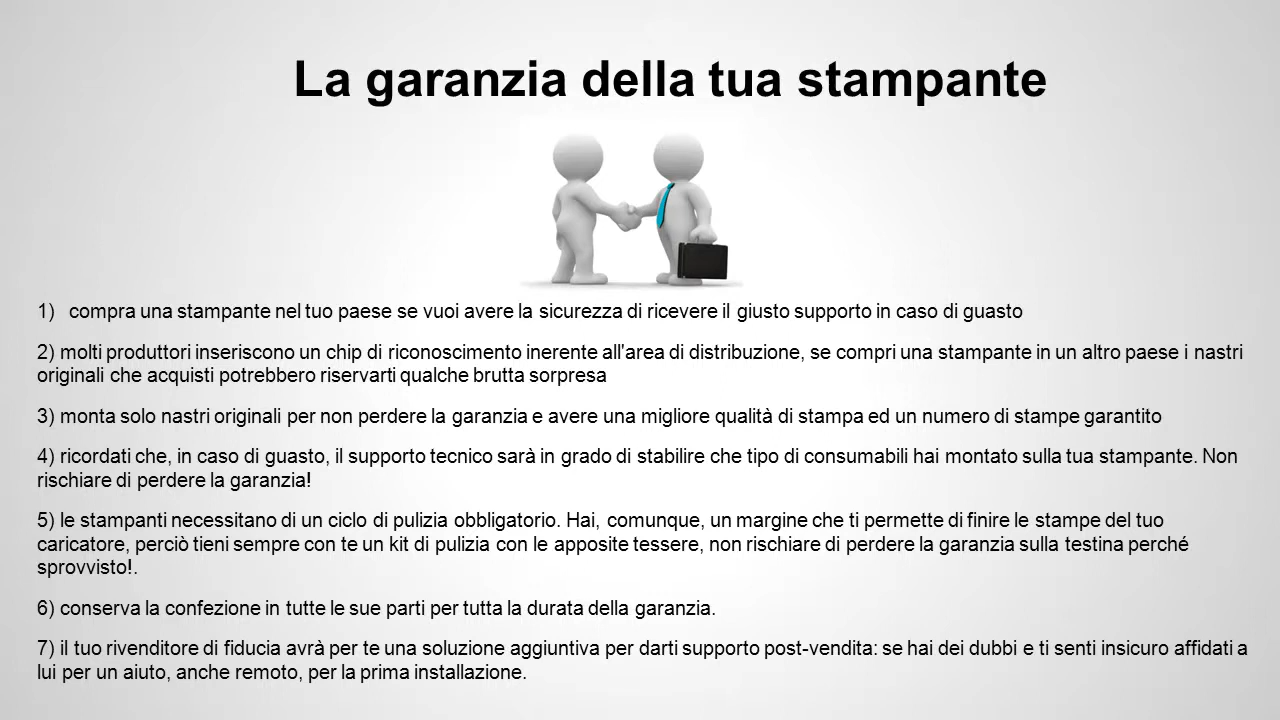 La garanzia della tua stampante
1) compra una stampante nel tuo paese se vuoi avere la sicurezza di ricevere il giusto supporto in caso di guasto
2) molti produttori inseriscono un chip di riconoscimento inerente all'area di distribuzione, se compri una stampante in un altro paese i nastri
originali che acquisti potrebbero riservarti qualche brutta sorpresa
3) monta solo nastri originali per non perdere la garanzia e avere una migliore qualità di stampa ed un numero di stampe garantito
4) ricordati che, in caso di guasto, il supporto tecnico sarà in grado di stabilire che tipo di consumabili hai montato sulla tua stampante. Non
rischiare di perdere la garanzia!
5) le stampanti necessitano di un ciclo di pulizia obbligatorio. Hai, comunque, un margine che ti permette di finire le stampe del tuo
caricatore, perciò tieni sempre con te un kit di pulizia con le apposite tessere, non rischiare di perdere la garanzia sulla testina perché
sprovvisto!.
6) conserva la confezione in tutte le sue parti per tutta la durata della garanzia.
7) il tuo rivenditore di fiducia avrà per te una soluzione aggiuntiva per darti supporto post-vendita: se hai dei dubbi e ti senti insicuro affidati a
lui per un aiuto, anche remoto, per la prima installazione.